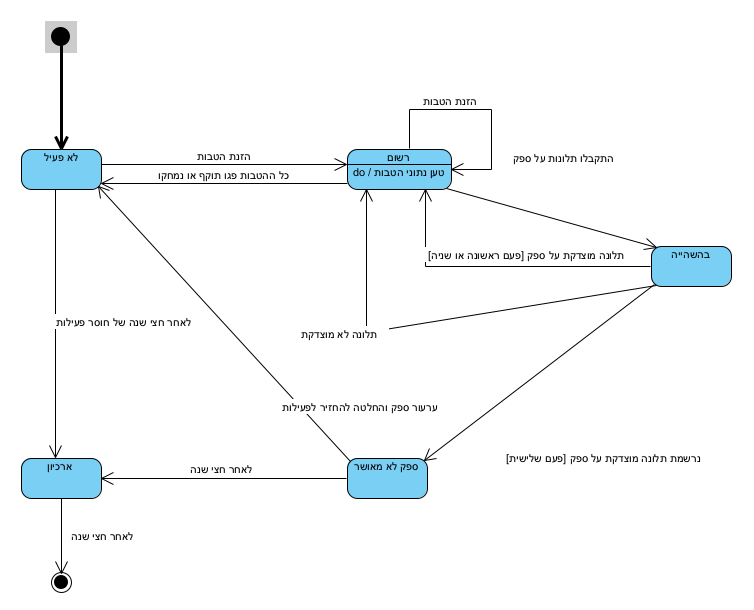 הזנת הטבות
לא פעיל
הזנת הטבות
רשום
טען נתוני הטבות / do
התקבלו תלונות על ספק
כל ההטבות פגו תוקף או נמחקו
תלונה מוצדקת על ספק [פעם ראשונה או שניה]
בהשהייה
לאחר חצי שנה של חוסר פעילות
תלונה לא מוצדקת
ערעור ספק והחלטה להחזיר לפעילות
נרשמת תלונה מוצדקת על ספק [פעם שלישית]
ארכיון
לאחר חצי שנה
ספק לא מאושר
לאחר חצי שנה